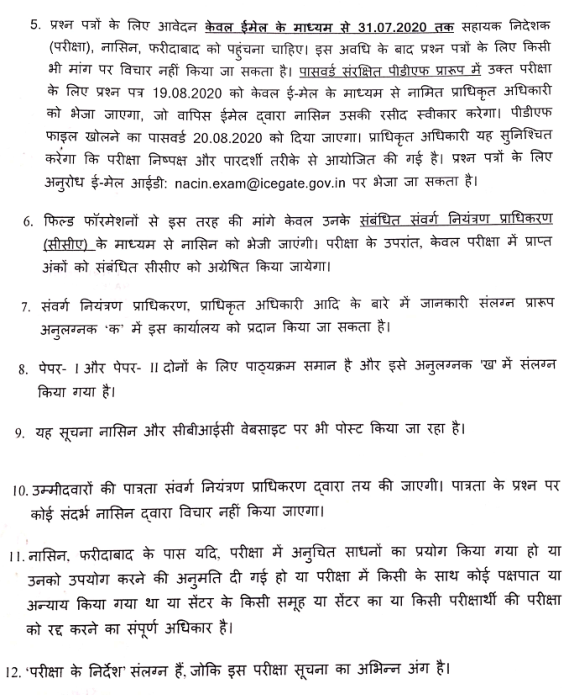 5. प्रश्न पत्रों के लिए आवेदन केवल ईमेल के माध्यम से 31.07.2020 तक सहायक निदेशक
(परीक्षा), नासिन, फरीदाबाद को पहुंचना चाहिए। इस अवधि के बाद प्रश्न पत्रों के लिए किसी
भी मांग पर विचार नहीं किया जा सकता है। पासवर्ड संरक्षित पीडीएफ प्रारूप में उक्त परीक्षा
के लिए प्रश्न पत्र 19.08.2020 को केवल ई-मेल के माध्यम से नामित प्राधिकृत अधिकारी
को भेजा जाएगा, जो वापिस ईमेल द्वारा नासिन उसकी रसीद स्वीकार करेगा। पीडीएफ
फाइल खोलने का पासवर्ड 20.08.2020 को दिया जाएगा। प्राधिकृत अधिकारी यह सुनिश्चित
करेगा कि परीक्षा निष्पक्ष और पारदर्शी तरीके से आयोजित की गई है। प्रश्न पत्रों के लिए
अनुरोध ई-मेल आईडी: nacin.exam@icegate.gov.in पर भेजा जा सकता है।
6. फिल्ड फॉरमेशनों से इस तरह की मांगे केवल उनके संबंधित संवर्ग नियंत्रण प्राधिकरण
(सीसीए) के माध्यम से नासिन को भेजी जाएंगी। परीक्षा के उपरांत, केवल परीक्षा में प्राप्त
अंकों को संबंधित सीसीए को अग्रेषित किया जायेगा।
7. संवर्ग नियंत्रण प्राधिकरण, प्राधिकृत अधिकारी आदि के बारे में जानकारी संलग्न प्रारूप
अनुलग्नक 'क' में इस कार्यालय को प्रदान किया जा सकता है।
8. पेपर- I और पेपर- II दोनों के लिए पाठ्यक्रम समान है और इसे अनुलग्नक 'ख' में संलग्न
किया गया है।
9. यह सूचना नासिन और सीबीआईसी वेबसाइट पर भी पोस्ट किया जा रहा है।
10. उम्मीदवारों की पात्रता संवर्ग नियंत्रण प्राधिकरण द्वारा तय की जाएगी। पात्रता के प्रश्न पर
कोई संदर्भ नासिन द्वारा विचार नहीं किया जाएगा।
11. नासिन, फरीदाबाद के पास यदि, परीक्षा में अनुचित साधनों का प्रयोग किया गया हो या
उनको उपयोग करने की अनुमति दी गई हो या परीक्षा में किसी के साथ कोई पक्षपात या
अन्याय किया गया था या सेंटर के किसी समूह या सेंटर का या किसी परीक्षार्थी की परीक्षा
को रद्द करने का संपूर्ण अधिकार है।
12. 'परीक्षा के निर्देश' संलग्न हैं, जोकि इस परीक्षा सूचना का अभिन्न अंग है।